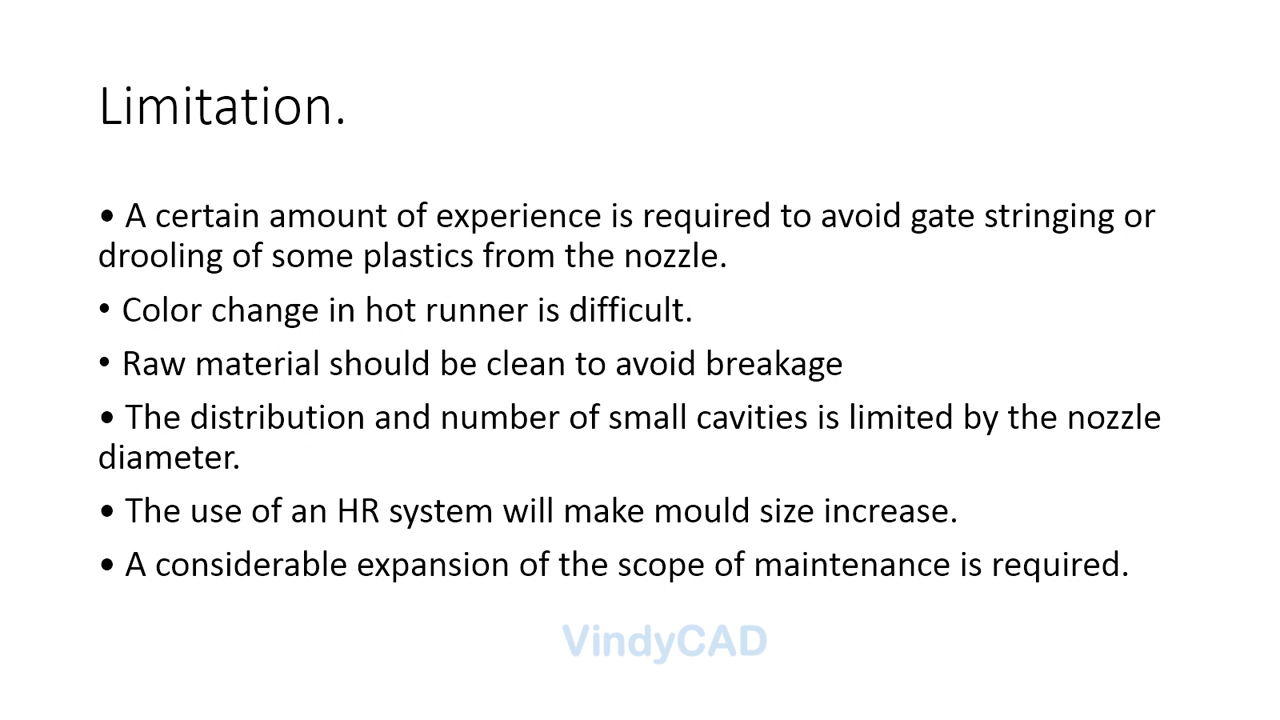 Limitation.
• A certain amount of experience is required to avoid gate stringing or
drooling of some plastics from the nozzle.
• Color change in hot runner is difficult.
• Raw material should be clean to avoid breakage
• The distribution and number of small cavities is limited by the nozzle
diameter.
• The use of an HR system will make mould size increase.
• A considerable expansion of the scope of maintenance is required.
VindyCAD